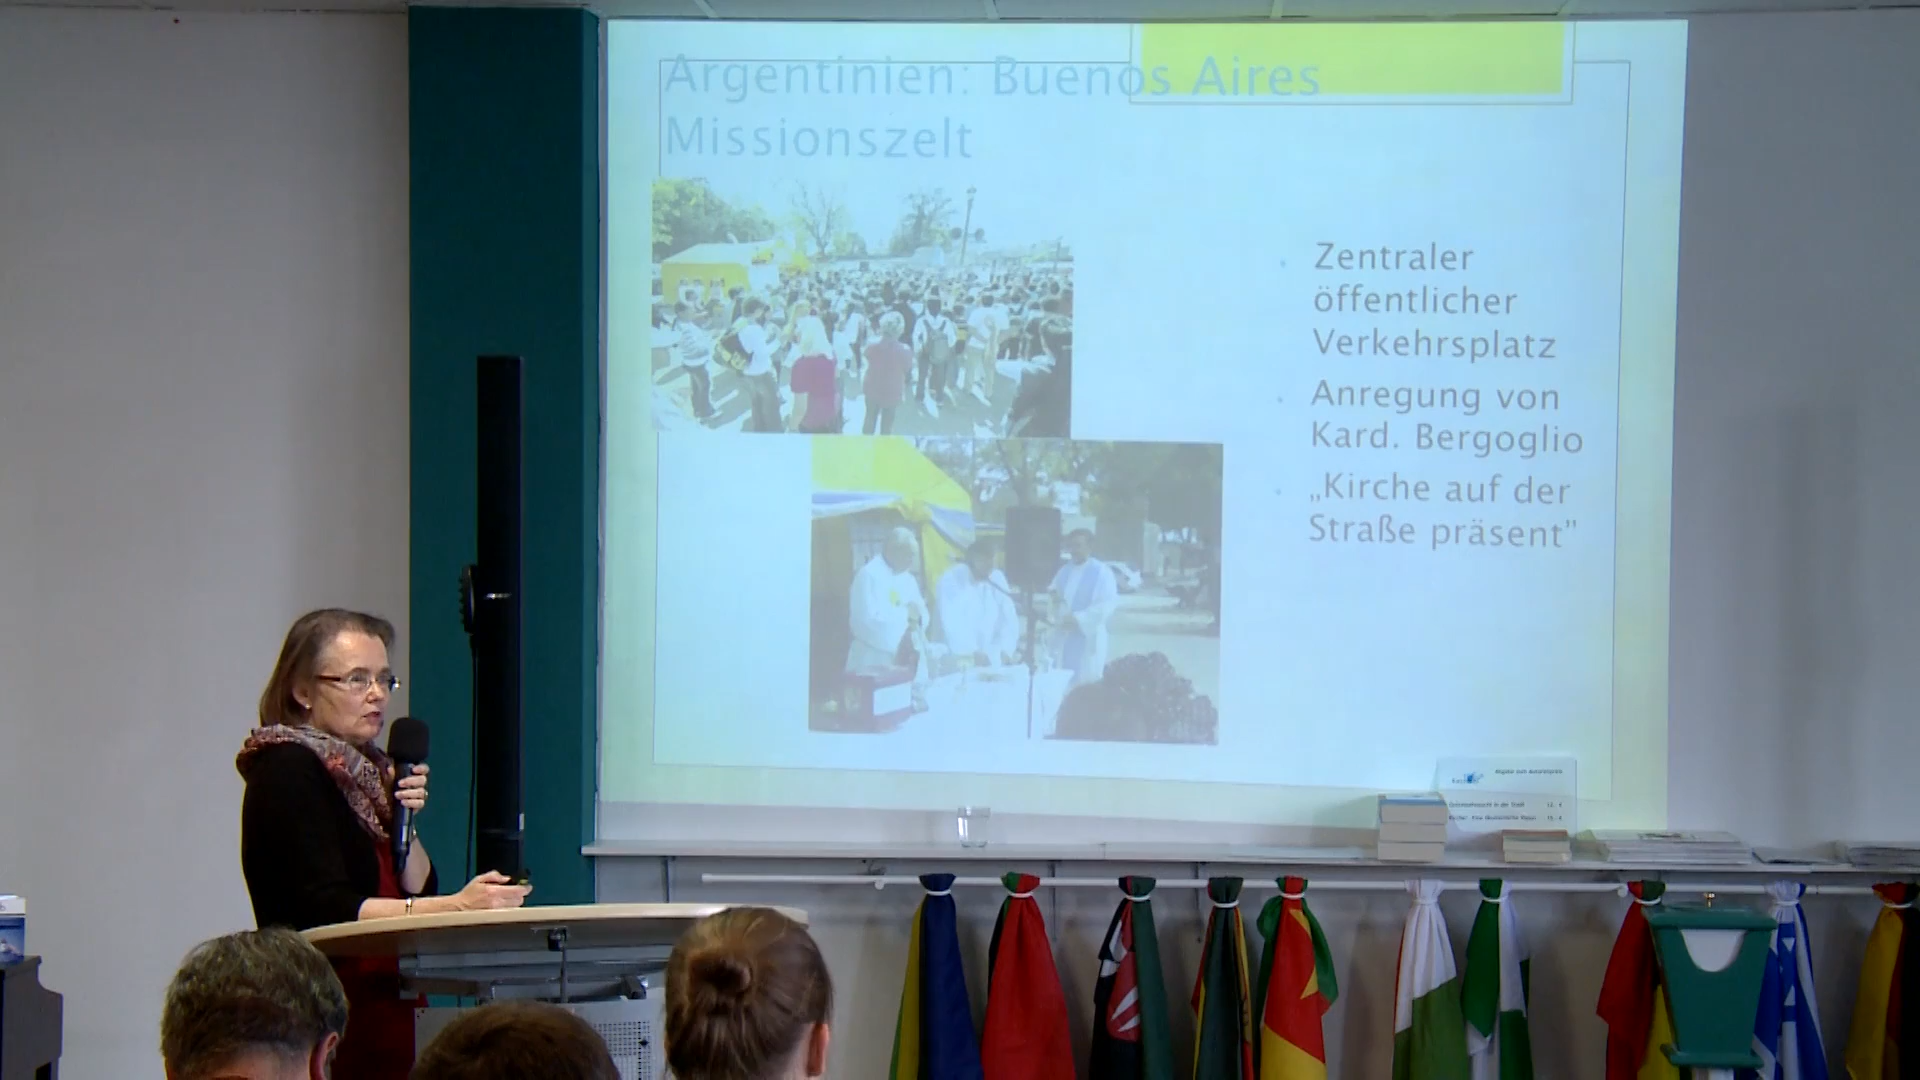 Argentinien: Buenos Aires
Missionszelt
Zentraler
öffentlicher
Verkehrsplatz
Anregung von
Kard. Bergoglio
„Kirche auf der
Straße präsent”